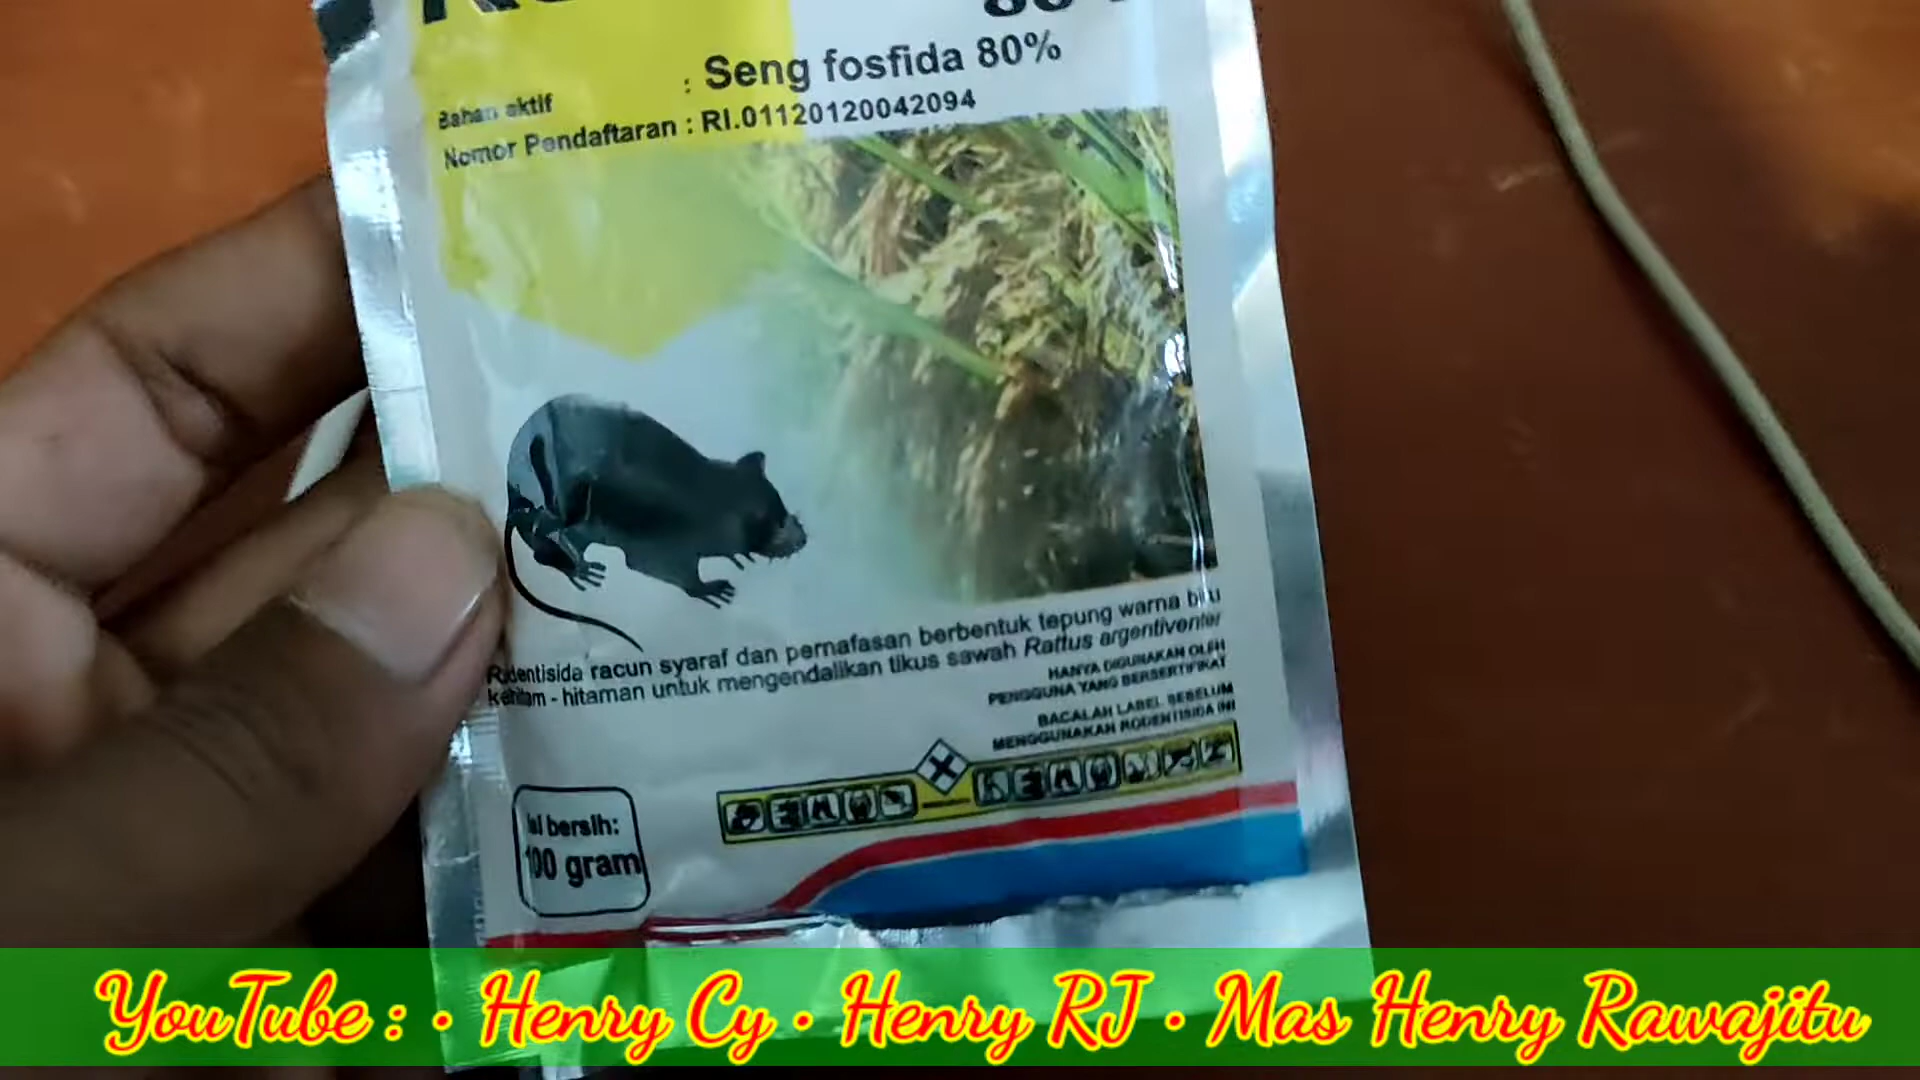 Seng fosfida 80%
Bahan aktif :
Nomor Pendaftaran : RI.01120120042094
Rodentisida racun syaraf dan pernafasan berbentuk tepung warna biru
kehitam - hitaman untuk mengendalikan tikus sawah Rattus argentiventer
HANYA DIGUNAKAN OLEH
PENGGUNA YANG BERSERTIFIKAT
BACALAH LABEL SEBELUM
MENGGUNAKAN RODENTISIDA INI
Isi bersih:
100 gram
YouTube : • Henry Cy • Henry RJ • Mas Henry Rawajitu